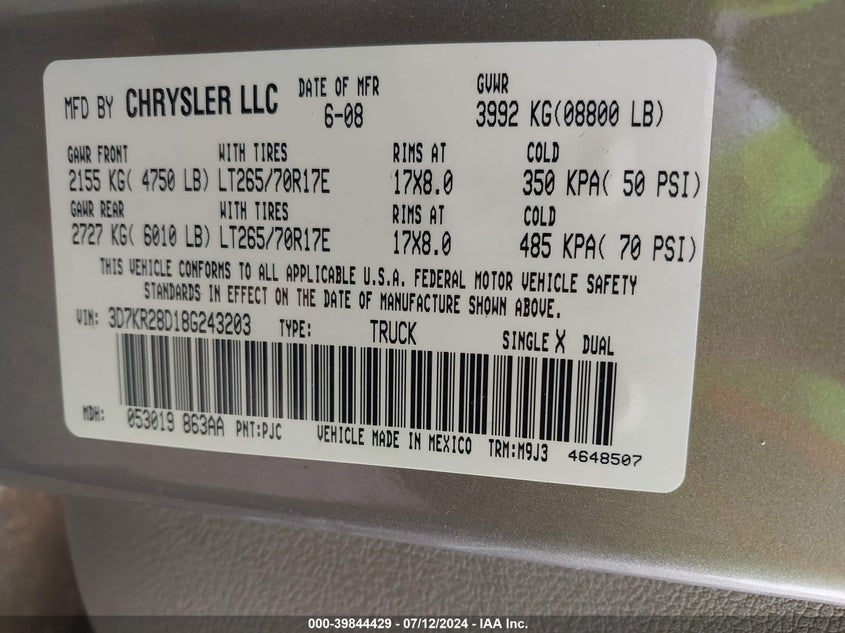 MFD BY CHRYSLER LLC DATE OF MFR 6-08 GVWR 3992 KG(08800 LB)
GAWR FRONT WITH TIRES RIMS AT COLD
2155 KG( 4750 LB) LT265/70R17E 17X8.0 350 KPA( 50 PSI)
GAWR REAR WITH TIRES RIMS AT COLD
2727 KG( 6010 LB) LT265/70R17E 17X8.0 485 KPA( 70 PSI)
THIS VEHICLE CONFORMS TO ALL APPLICABLE U.S.A. FEDERAL MOTOR VEHICLE SAFETY
STANDARDS IN EFFECT ON THE DATE OF MANUFACTURE SHOWN ABOVE.
VIN: 3D7KR28D18G243203 TYPE: TRUCK SINGLE X DUAL
MDH: 053019 863AA PNT:PJC VEHICLE MADE IN MEXICO TRM:M9J3 4648507
000-39844429 - 07/12/2024 - IAA Inc.